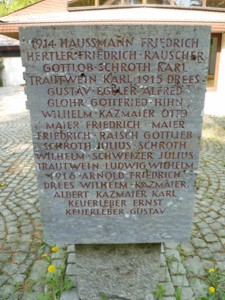 1914 HAUSSMANN FRIEDRICH
HERTLER FRIEDRICH RAUSCHER
GOTTLOB SCHROTH KARL
TRAUTWEIN KARL 1915 DREES
GUSTAV EGELER ALFRED
GLOHR GOTTFRIED HIHN
WILHELM KAZMAIER OTTO
MAIER FRIEDRICH MAIER
FRIEDRICH RAISCH GOTTLIEB
SCHROTH JULIUS SCHROTH
WILHELM SCHWEIZER JULIUS
TRAUTWEIN LUDWIG WILHELM
1916 ARNOLD FRIEDRICH
DREES WILHELM KAZMAIER
ALBERT KAZMAIER KARL
KEUERLEBER ERNST
KEUERLEBER GUSTAV